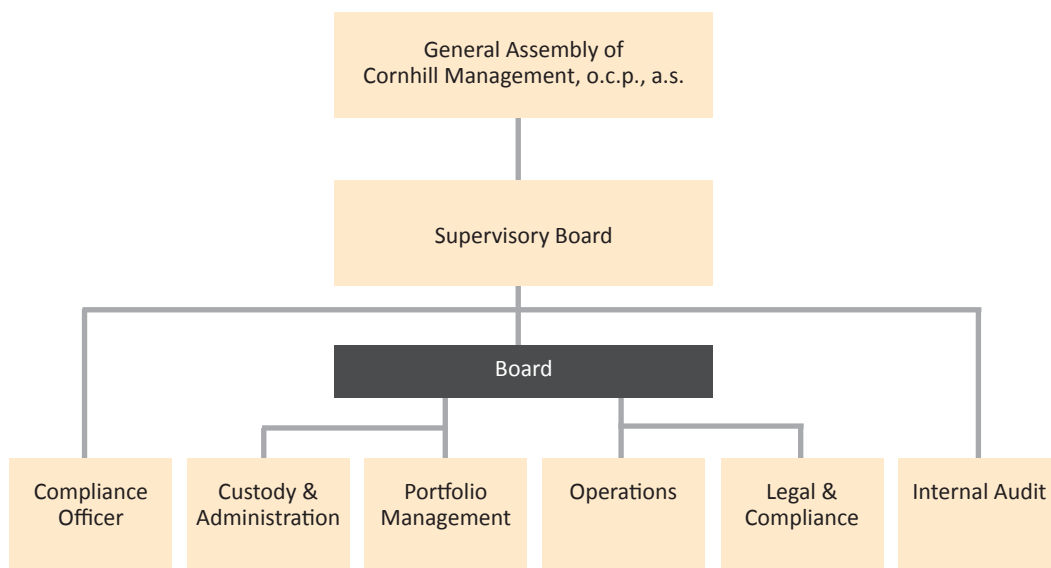 General Assembly of
Cornhill Management, o.c.p., a.s.
Supervisory Board
Board
Compliance
Officer
Custody &
Administration
Portfolio
Management
Operations
Legal &
Compliance
Internal Audit